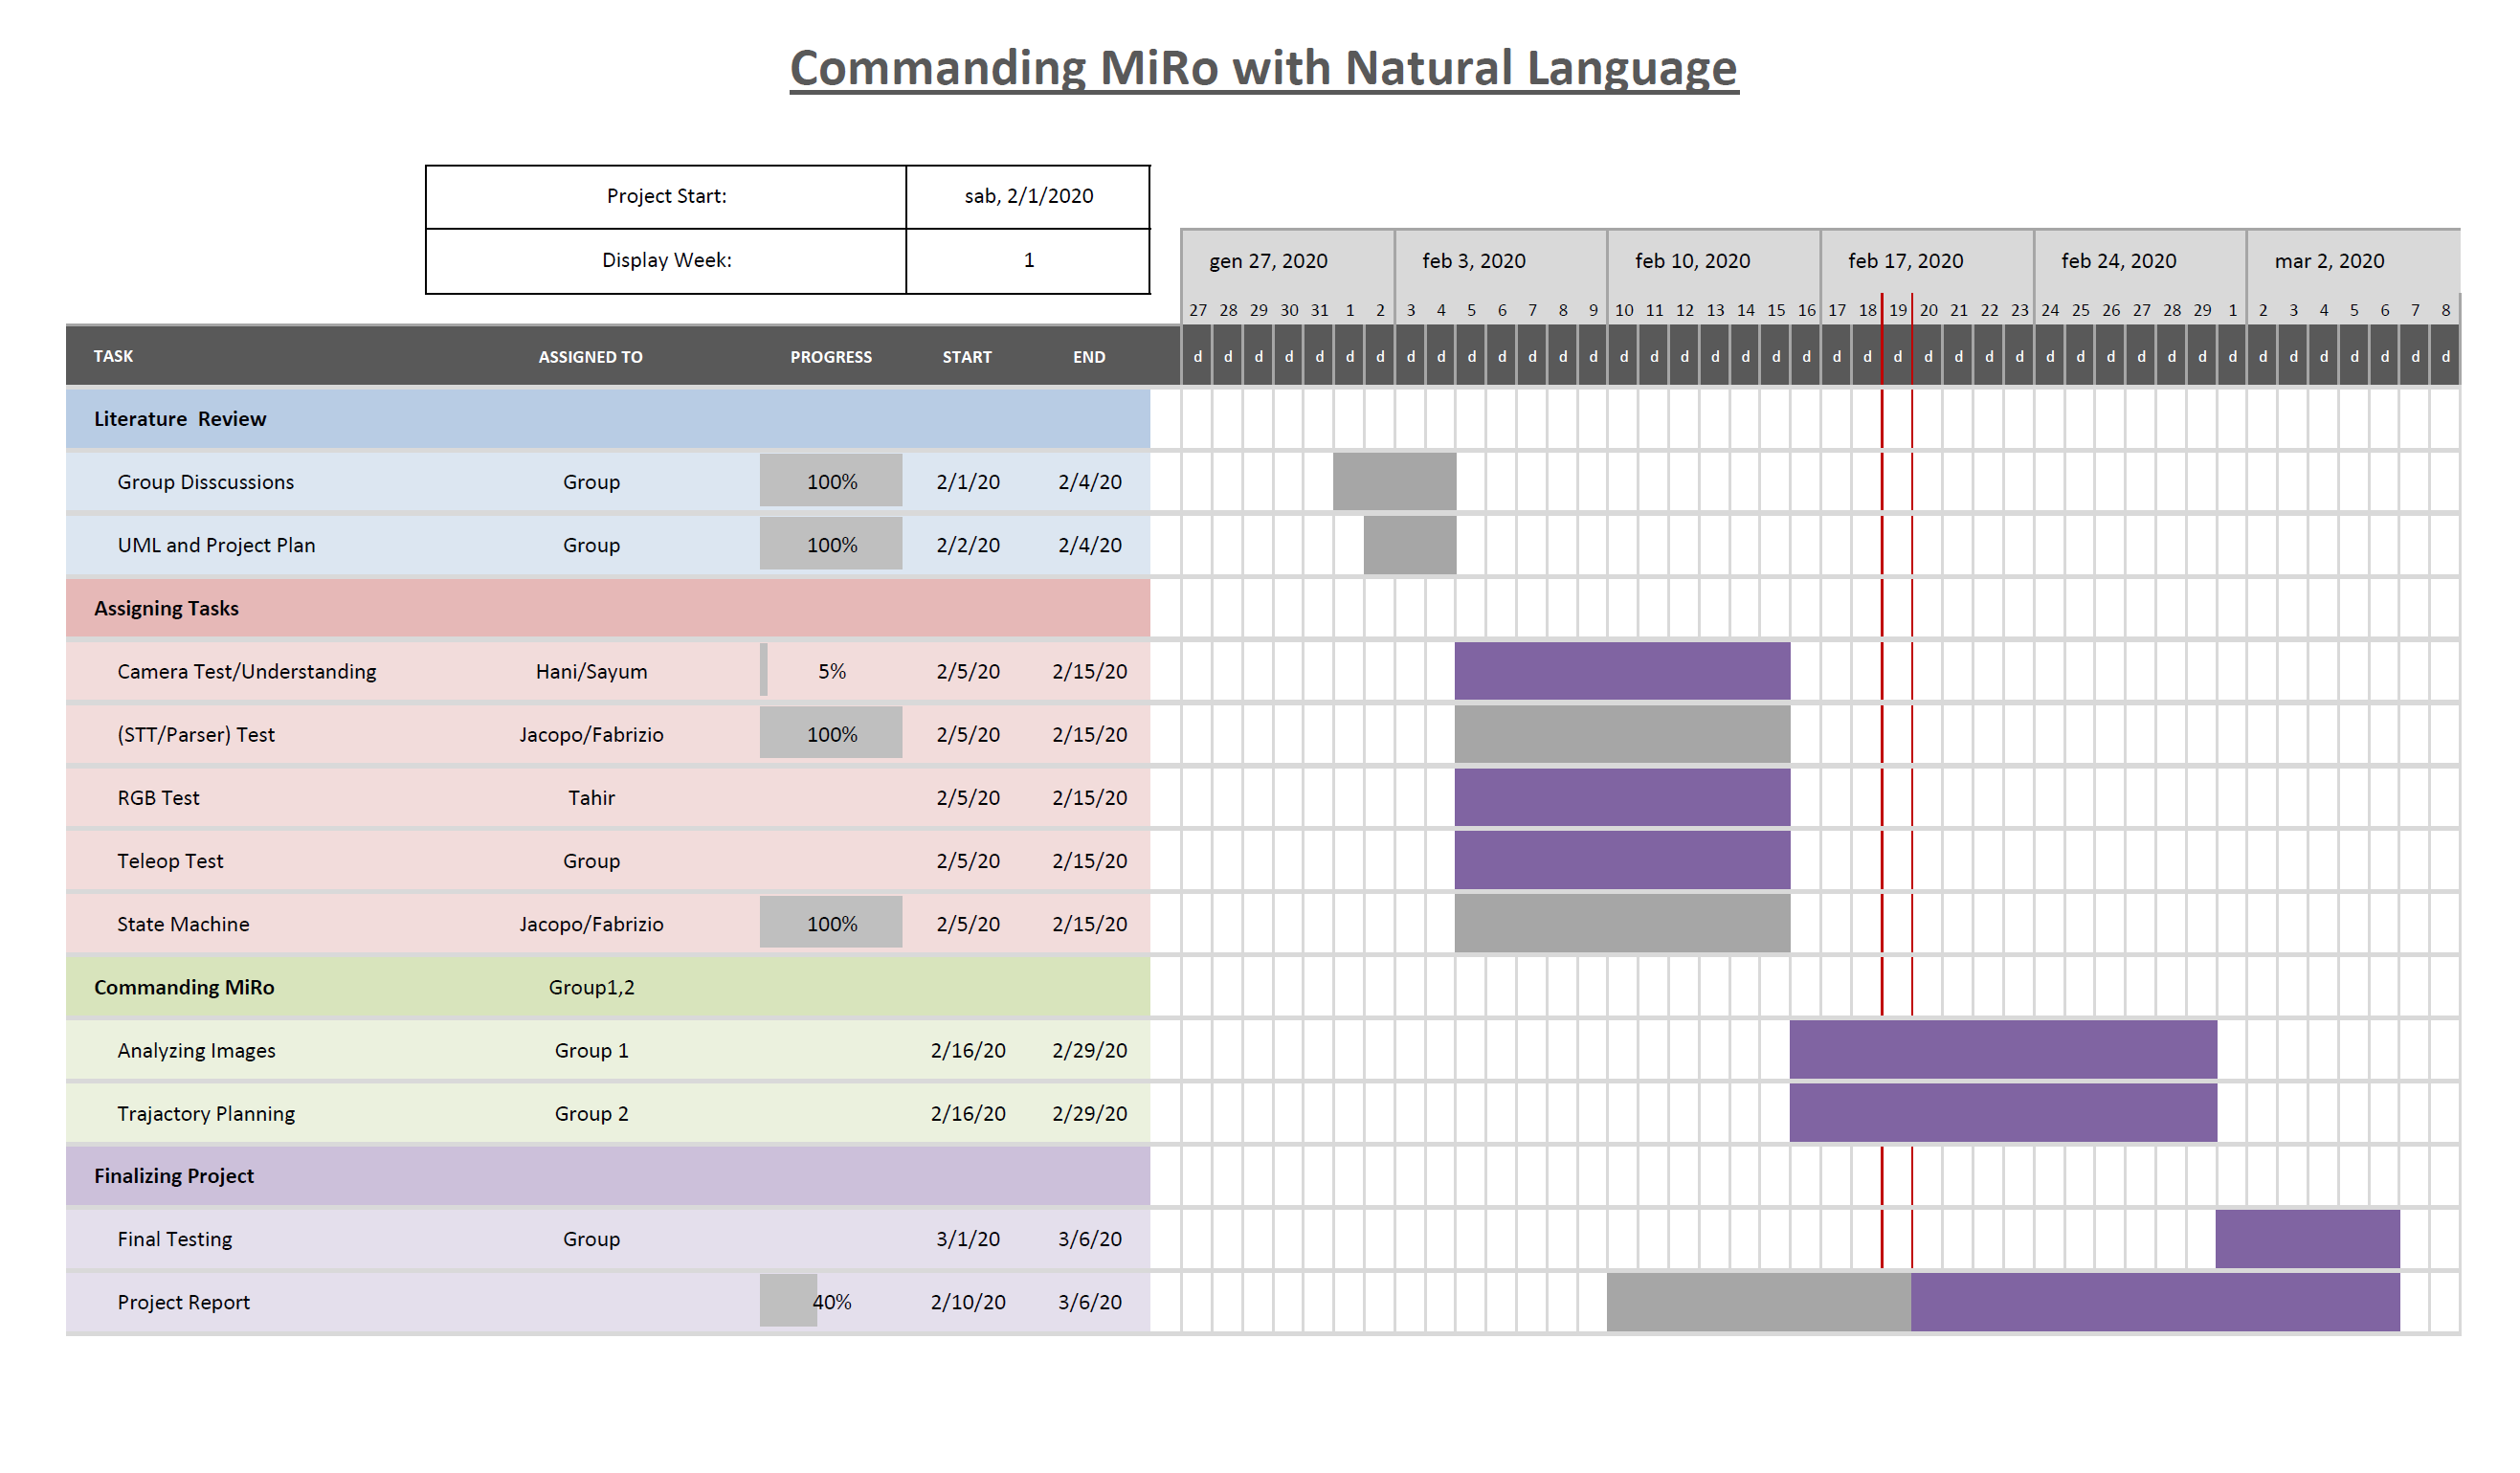 Commanding MiRo with Natural Language
Project Start: sab, 2/1/2020
Display Week: 1
gen 27, 2020 feb 3, 2020 feb 10, 2020 feb 17, 2020 feb 24, 2020 mar 2, 2020
27 28 29 30 31 1 2 3 4 5 6 7 8 9 10 11 12 13 14 15 16 17 18 19 20 21 22 23 24 25 26 27 28 29 1 2 3 4 5 6 7 8
TASK ASSIGNED TO PROGRESS START END d d d d d d d d d d d d d d d d d d d d d d d d d d d d d d d d d d d d d d d d d d
Literature Review
Group Disscussions Group 100% 2/1/20 2/4/20
UML and Project Plan Group 100% 2/2/20 2/4/20
Assigning Tasks
Camera Test/Understanding Hani/Sayum 5% 2/5/20 2/15/20
(STT/Parser) Test Jacopo/Fabrizio 100% 2/5/20 2/15/20
RGB Test Tahir 2/5/20 2/15/20
Teleop Test Group 2/5/20 2/15/20
State Machine Jacopo/Fabrizio 100% 2/5/20 2/15/20
Commanding MiRo Group1,2
Analyzing Images Group 1 2/16/20 2/29/20
Trajactory Planning Group 2 2/16/20 2/29/20
Finalizing Project
Final Testing Group 3/1/20 3/6/20
Project Report 40% 2/10/20 3/6/20